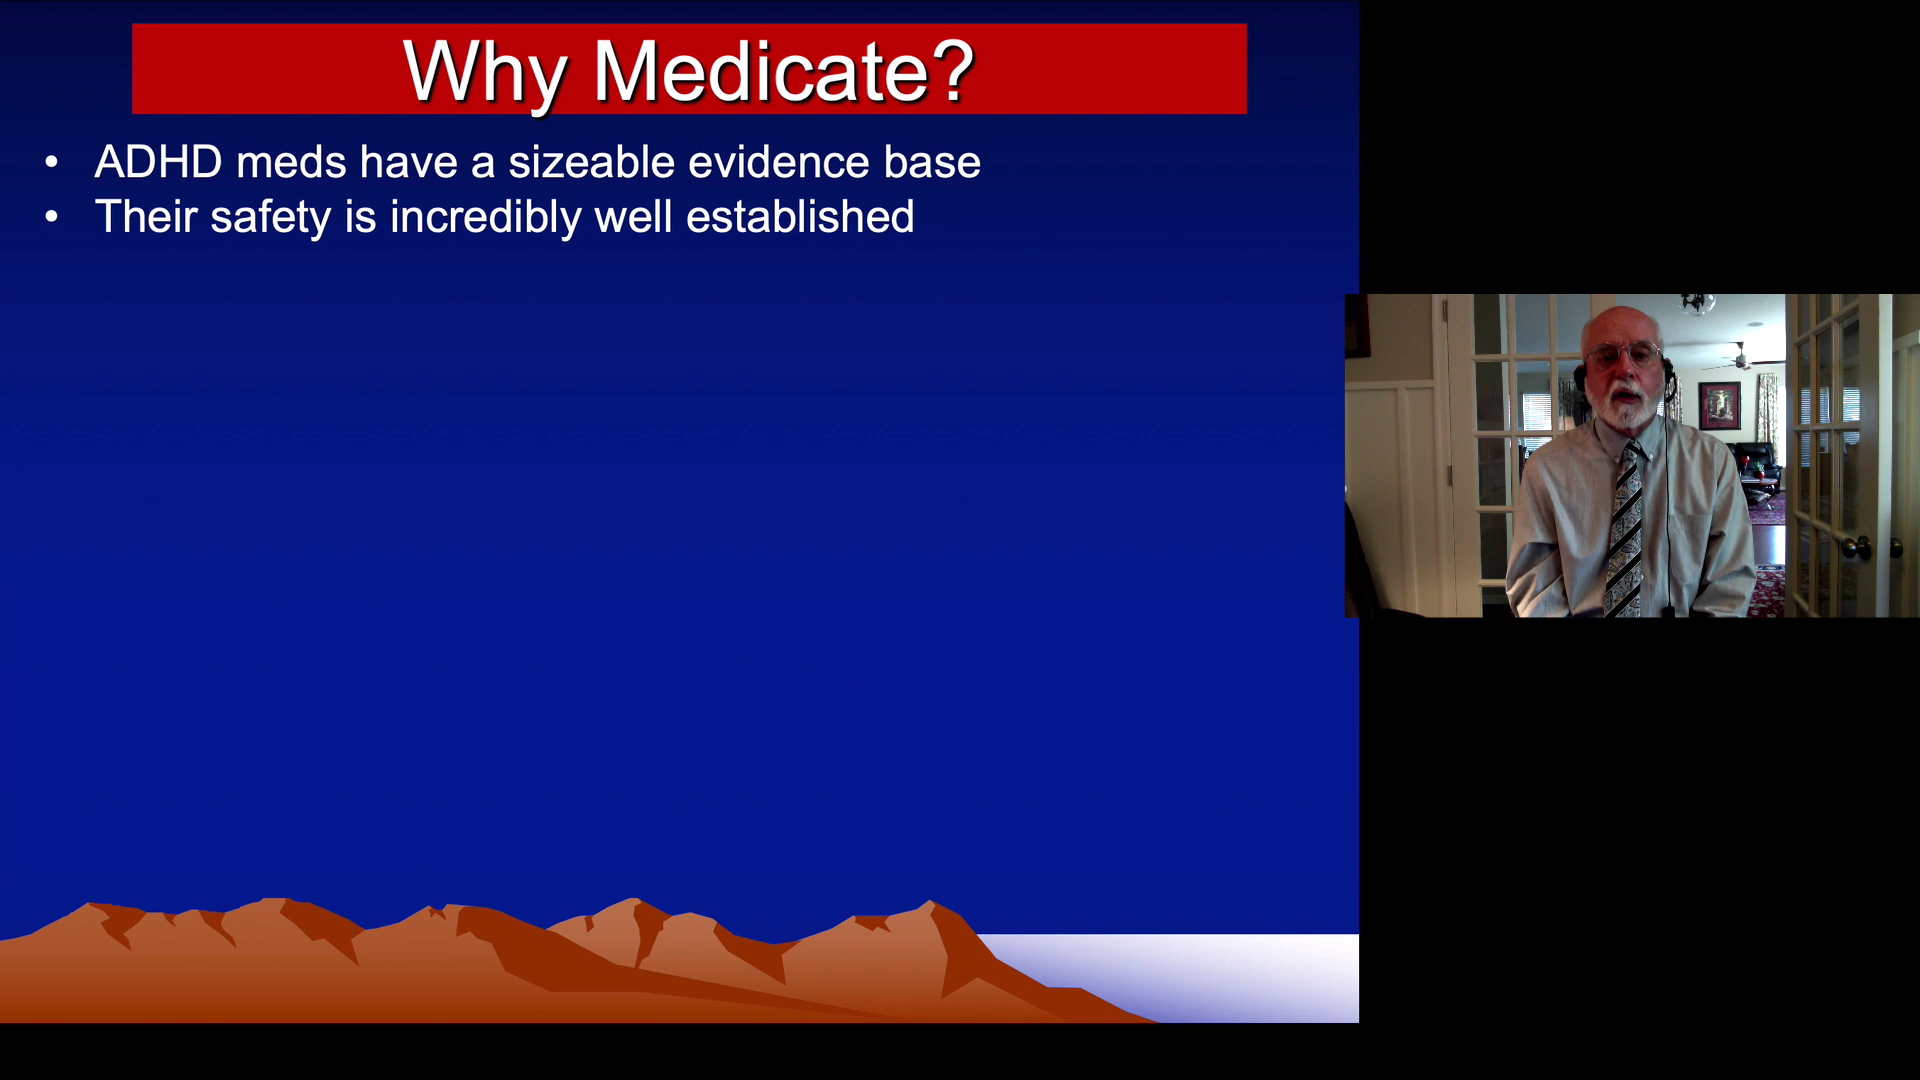 Why Medicate?
• ADHD meds have a sizeable evidence base
• Their safety is incredibly well established